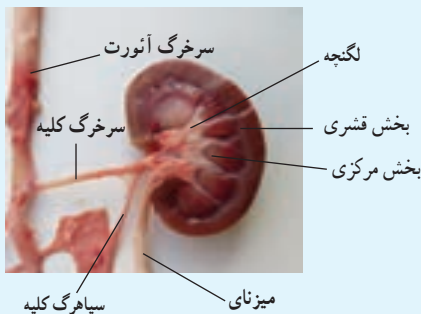 سرخرگ آئورت
لگنچه
سرخرگ کلیه
بخش قشری
بخش مرکزی
میزنای
سیاهرگ کلیه